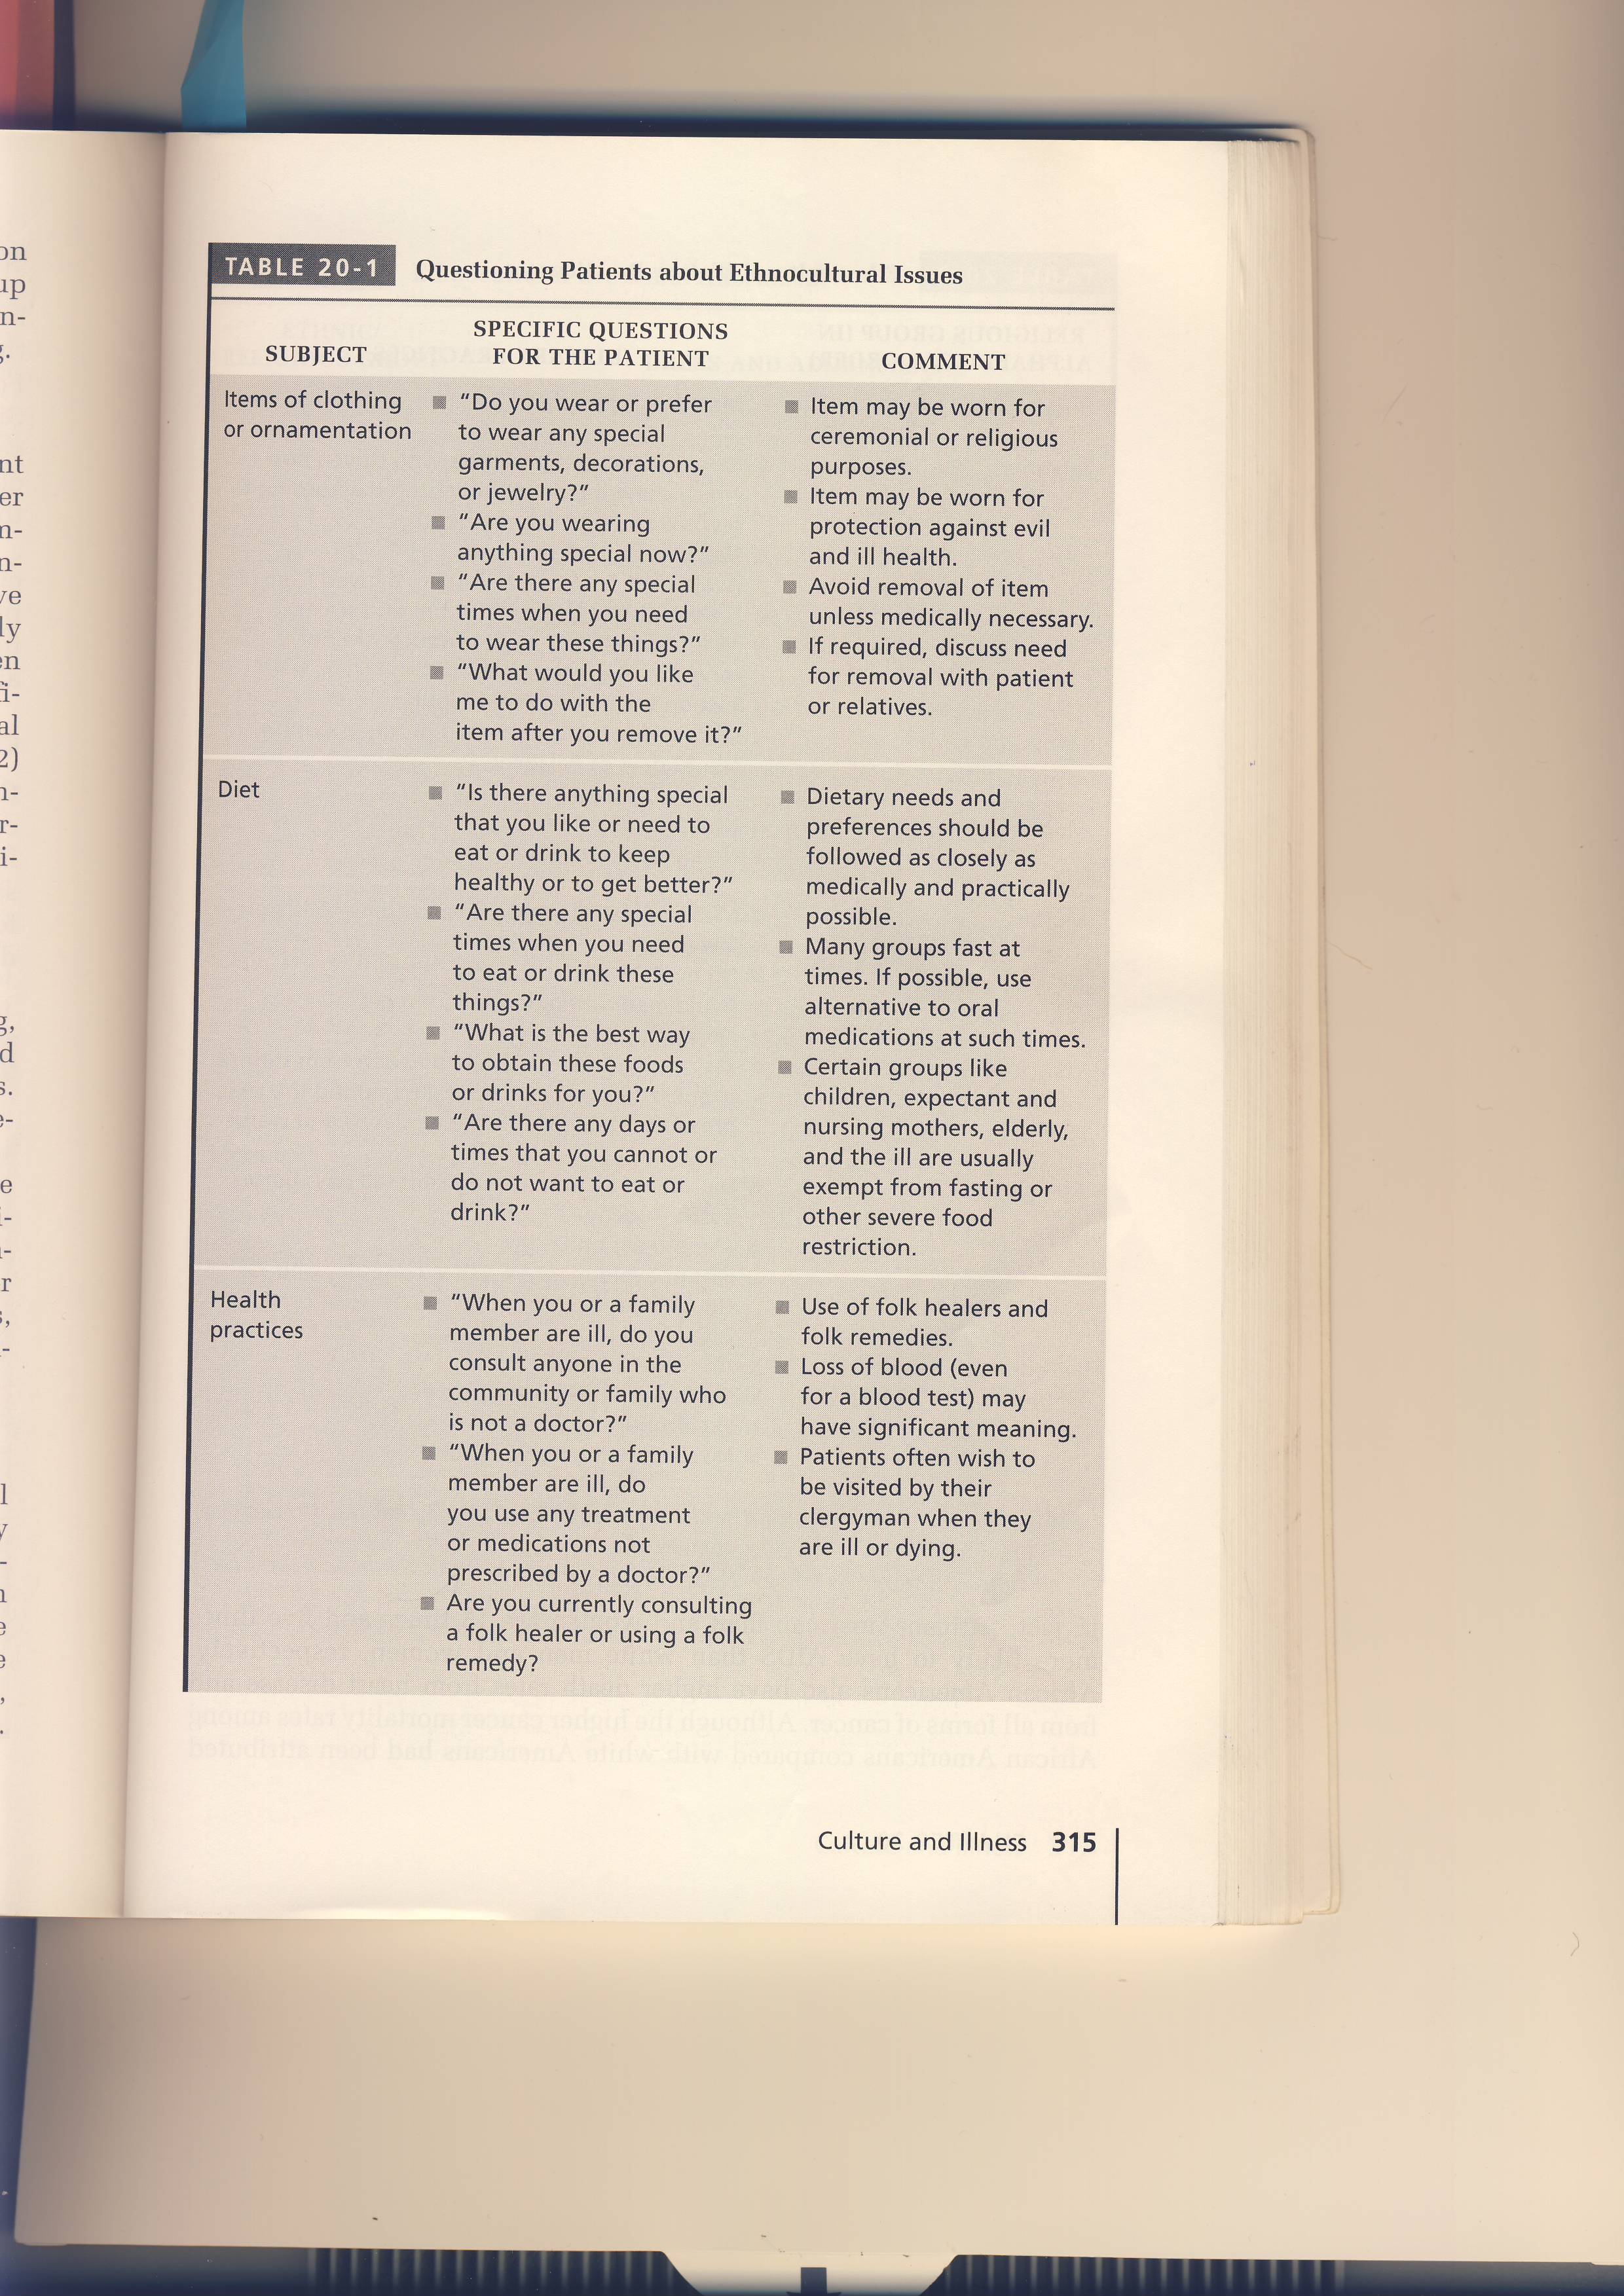 TABLE 20-1 Questioning Patients about Ethnocultural Issues
SUBJECT
SPECIFIC QUESTIONS
FOR THE PATIENT
COMMENT
Items of clothing
or ornamentation
■ “Do you wear or prefer
to wear any special
garments, decorations,
or jewelry?”
■ “Are you wearing
anything special now?”
■ “Are there any special
times when you need
to wear these things?”
■ “What would you like
me to do with the
item after you remove it?”
■ Item may be worn for
ceremonial or religious
purposes.
■ Item may be worn for
protection against evil
and ill health.
■ Avoid removal of item
unless medically necessary.
■ If required, discuss need
for removal with patient
or relatives.
Diet
■ “Is there anything special
that you like or need to
eat or drink to keep
healthy or to get better?”
■ “Are there any special
times when you need
to eat or drink these
things?”
■ “What is the best way
to obtain these foods
or drinks for you?”
■ “Are there any days or
times that you cannot or
do not want to eat or
drink?”
■ Dietary needs and
preferences should be
followed as closely as
medically and practically
possible.
■ Many groups fast at
times. If possible, use
alternative to oral
medications at such times.
■ Certain groups like
children, expectant and
nursing mothers, elderly,
and the ill are usually
exempt from fasting or
other severe food
restriction.
Health
practices
■ “When you or a family
member are ill, do you
consult anyone in the
community or family who
is not a doctor?”
■ “When you or a family
member are ill, do
you use any treatment
or medications not
prescribed by a doctor?”
■ Are you currently consulting
a folk healer or using a folk
remedy?
■ Use of folk healers and
folk remedies.
■ Loss of blood (even
for a blood test) may
have significant meaning.
■ Patients often wish to
be visited by their
clergyman when they
are ill or dying.
Culture and Illness 315